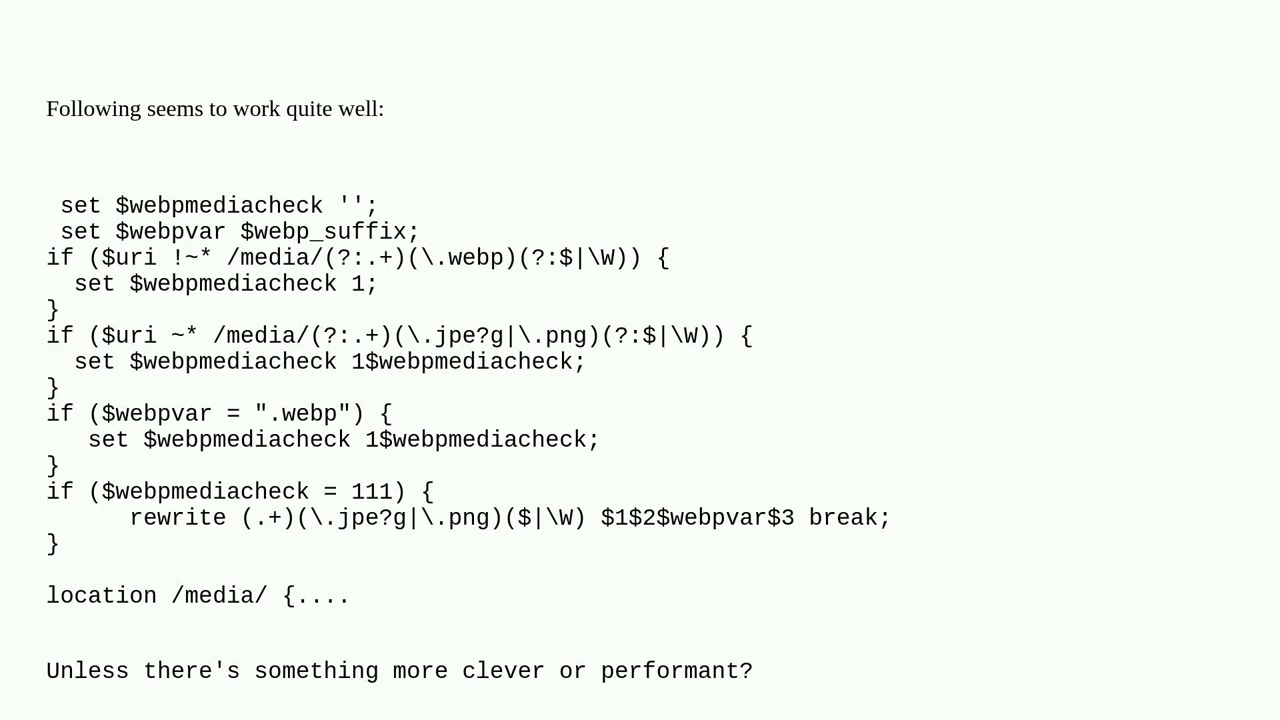 Following seems to work quite well:
 set $webpmediacheck '';
 set $webpvar $webp_suffix;
if ($uri !~* /media/(?:.+)(\.webp)(?:$|\W)) {
  set $webpmediacheck 1;
}
if ($uri ~* /media/(?:.+)(\.jpe?g|\.png)(?:$|\W)) {
  set $webpmediacheck 1$webpmediacheck;
}
if ($webpvar = ".webp") {
   set $webpmediacheck 1$webpmediacheck;
}
if ($webpmediacheck = 111) {
      rewrite (.+)(\.jpe?g|\.png)($|\W) $1$2$webpvar$3 break;
}
location /media/ {....
Unless there's something more clever or performant?